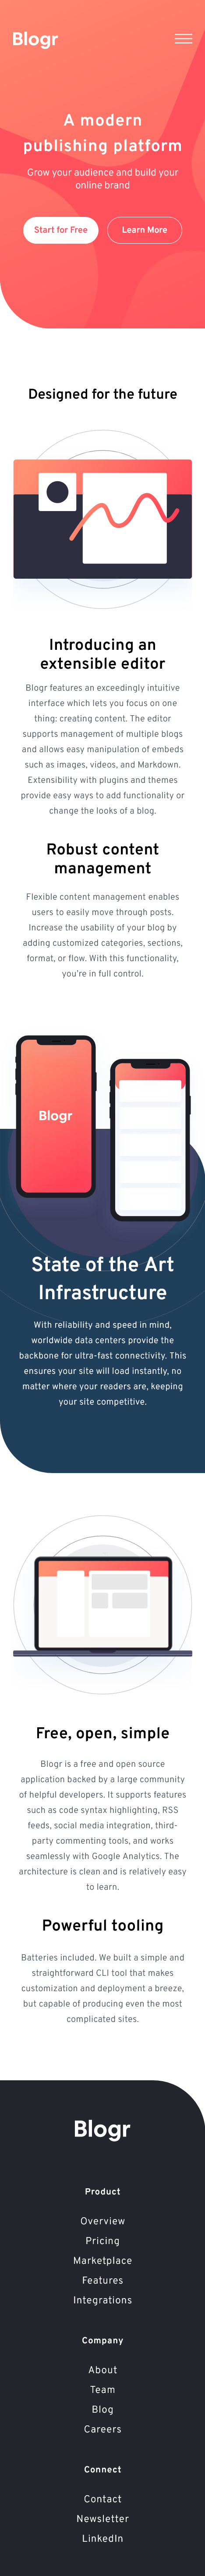 Blogr
A modern
publishing platform
Grow your audience and build your
online brand
Start for Free
Learn More
Designed for the future
Introducing an
extensible editor
Blogr features an exceedingly intuitive
interface which lets you focus on one
thing: creating content. The editor
supports management of multiple blogs
and allows easy manipulation of embeds
such as images, videos, and Markdown.
Extensibility with plugins and themes
provide easy ways to add functionality or
change the looks of a blog.
Robust content
management
Flexible content management enables
users to easily move through posts.
Increase the usability of your blog by
adding customized categories, sections,
format, or flow. With this functionality,
you're in full control.
Blogr
State of the Art
Infrastructure
With reliability and speed in mind,
worldwide data centers provide the
backbone for ultra-fast connectivity. This
ensures your site will load instantly, no
matter where your readers are, keeping
your site competitive.
Free, open, simple
Blogr is a free and open source
application backed by a large community
of helpful developers. It supports features
such as code syntax highlighting, RSS
feeds, social media integration, third-
party commenting tools, and works
seamlessly with Google Analytics. The
architecture is clean and is relatively easy
to learn.
Powerful tooling
Batteries included. We built a simple and
straightforward CLI tool that makes
customization and deployment a breeze,
but capable of producing even the most
complicated sites.
Blogr
Product
Overview
Pricing
Marketplace
Features
Integrations
Company
About
Team
Blog
Careers
Connect
Contact
Newsletter
LinkedIn